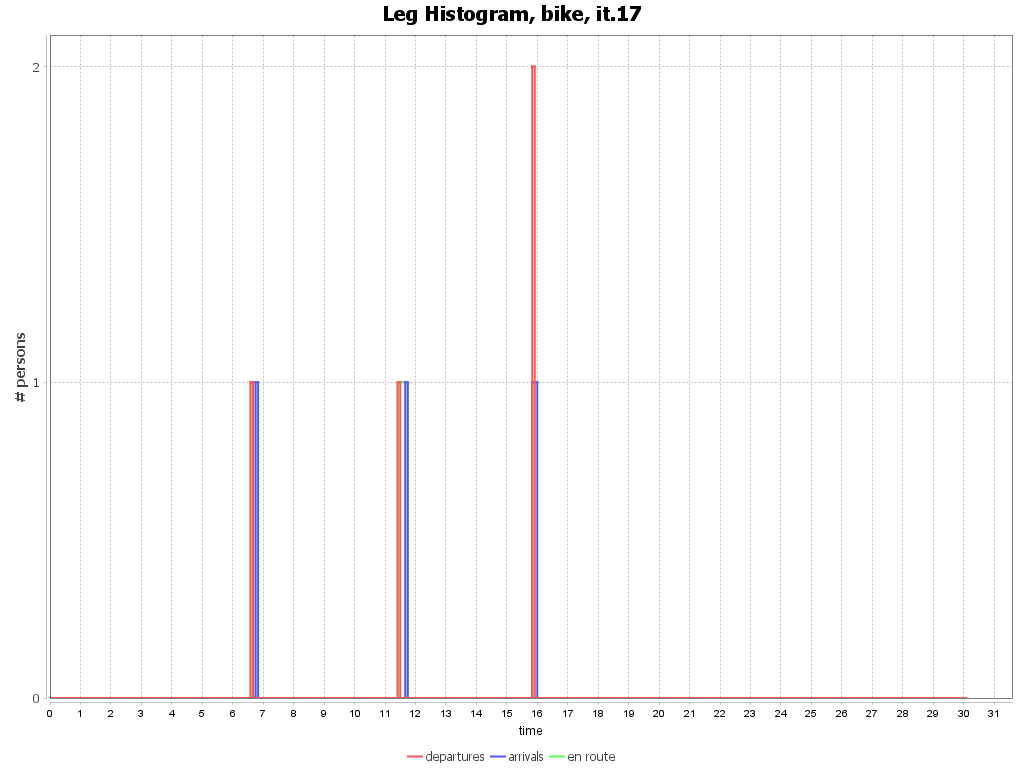 Leg Histogram, bike, it.17
# persons
2
1
0
0 1 2 3 4 5 6 7 8 9 10 11 12 13 14 15 16 17 18 19 20 21 22 23 24 25 26 27 28 29 30 31
time
departures arrivals en route